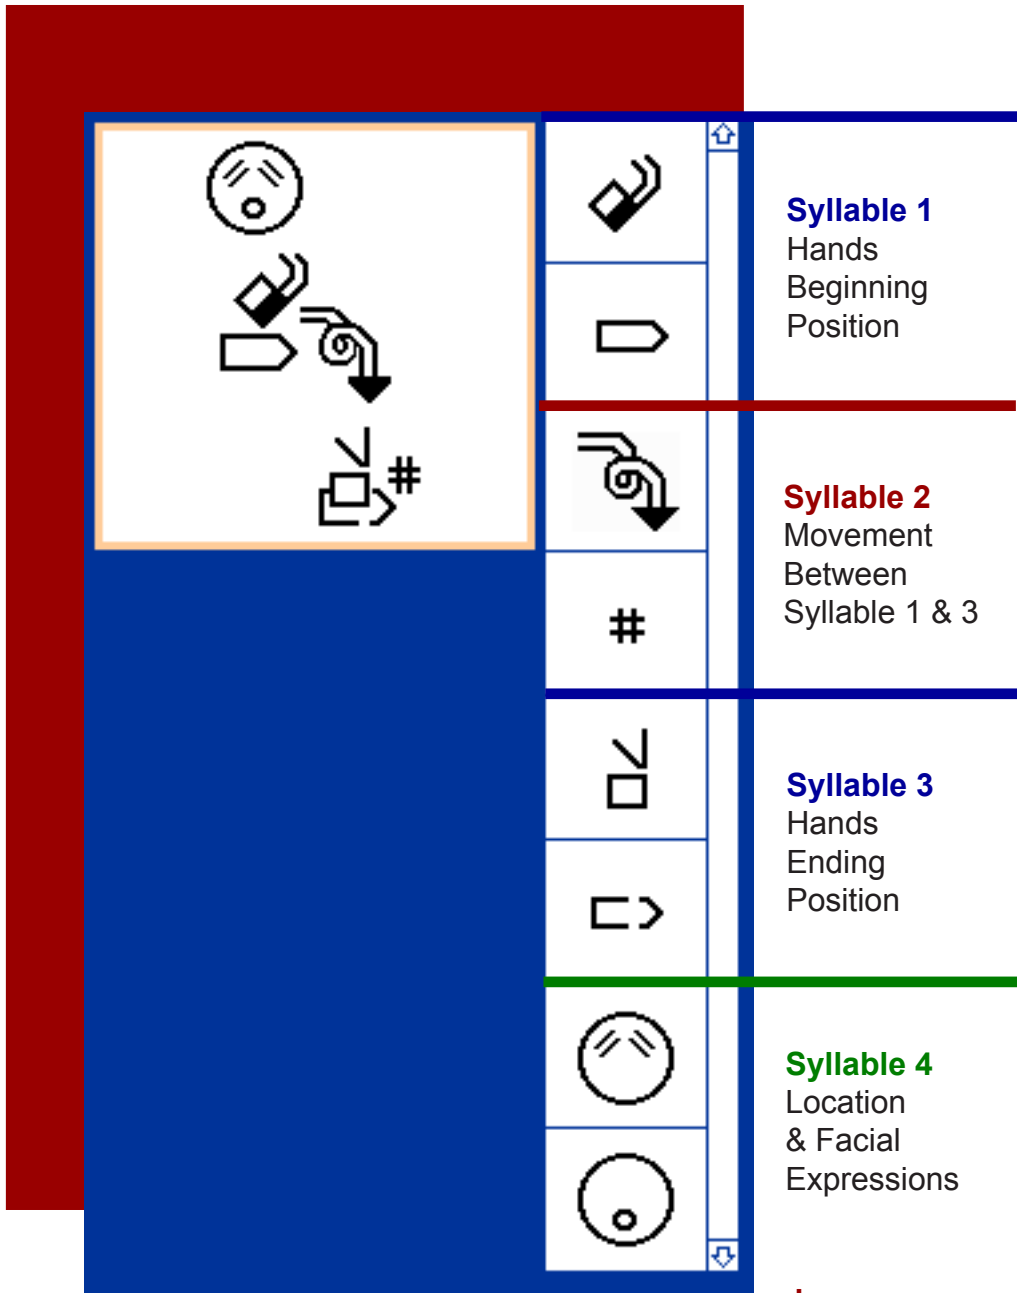 Syllable 1
Hands
Beginning
Position
Syllable 2
Movement
Between
Syllable 1 & 3
#
Syllable 3
Hands
Ending
Position
Syllable 4
Location
& Facial
Expressions